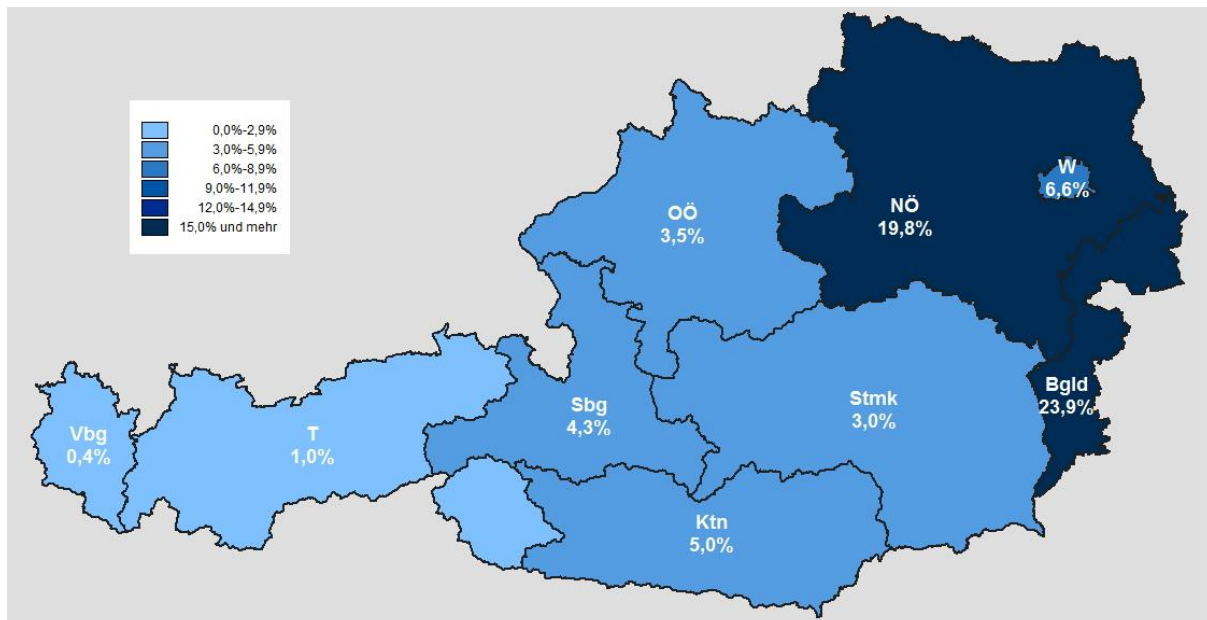 0,0%-2,9%
3,0%-5,9%
6,0%-8,9%
9,0%-11,9%
12,0%-14,9%
15,0% und mehr
W
6,6%
NÖ
19,8%
OÖ
3,5%
Bgld
23,9%
Stmk
3,0%
Sbg
4,3%
T
1,0%
Vbg
0,4%
Ktn
5,0%